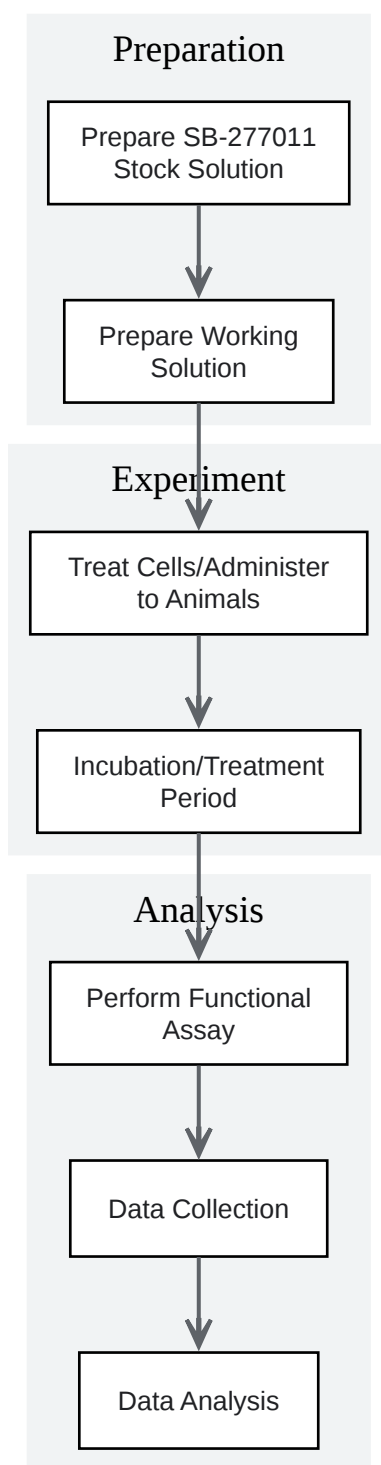 Preparation
Prepare SB-277011
Stock Solution
Prepare Working
Solution
Experiment
Treat Cells/Administer
to Animals
Incubation/Treatment
Period
Analysis
Perform Functional
Assay
Data Collection
Data Analysis